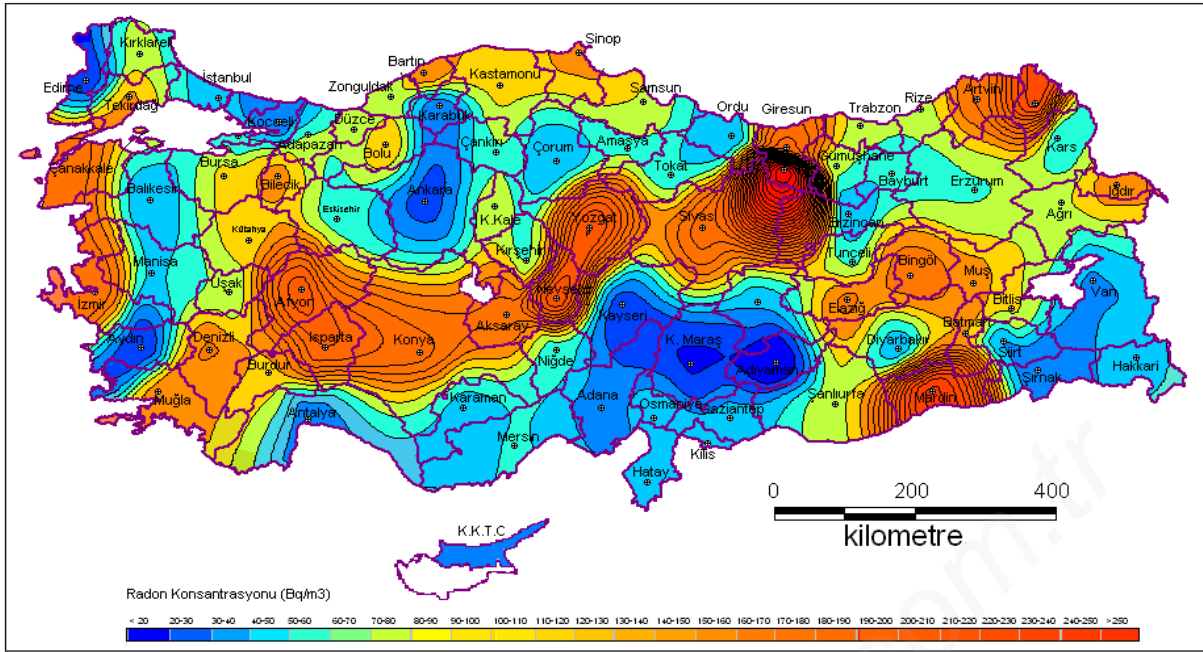 Sinop
Kırklareli
Bartın
Kastamonu
İstanbul
Zonguldak
Samsun
Edirne
Artvin
Ordu
Giresun
Tekirdağ
Rize
Trabzon
Karabük
Kocaeli
Düzce
Adapazarı
Çankırı
Amasya
Kars
Bolu
Çorum
Çanakkale
Bursa
Tokat
Gümüşhane
Bayburt
Bilecik
Erzurum
Balıkesir
Ankara
Iğdır
K.Kale
Ağrı
Eskisehir
Yozgat
Sivas
Erzincan
Kütahya
Kırşehir
Tunceli
Manisa
Bingöl
Muş
Uşak
Afyon
Nevşehir
Van
İzmir
Bitlis
Elazığ
Kayseri
Aksaray
Batman
Aydın
Denizli
Isparta
Konya
K. Maraş
Diyarbakır
Siirt
Niğde
Hakkari
Burdur
Adıyaman
Şırnak
Muğla
Mardin
Şanlıurfa
Antalya
Karaman
Adana
Osmaniye
Gaziantep
Mersin
Kilis
Hatay
0 200 400
kilometre
K.K.T.C
Radon Konsantrasyonu (Bq/m3)
< 20 20-30 30-40 40-50 50-60 60-70 70-80 80-90 90-100 100-110 110-120 120-130 130-140 140-150 150-160 160-170 170-180 180-190 190-200 200-210 210-220 220-230 230-240 240-250 >250
om.tr